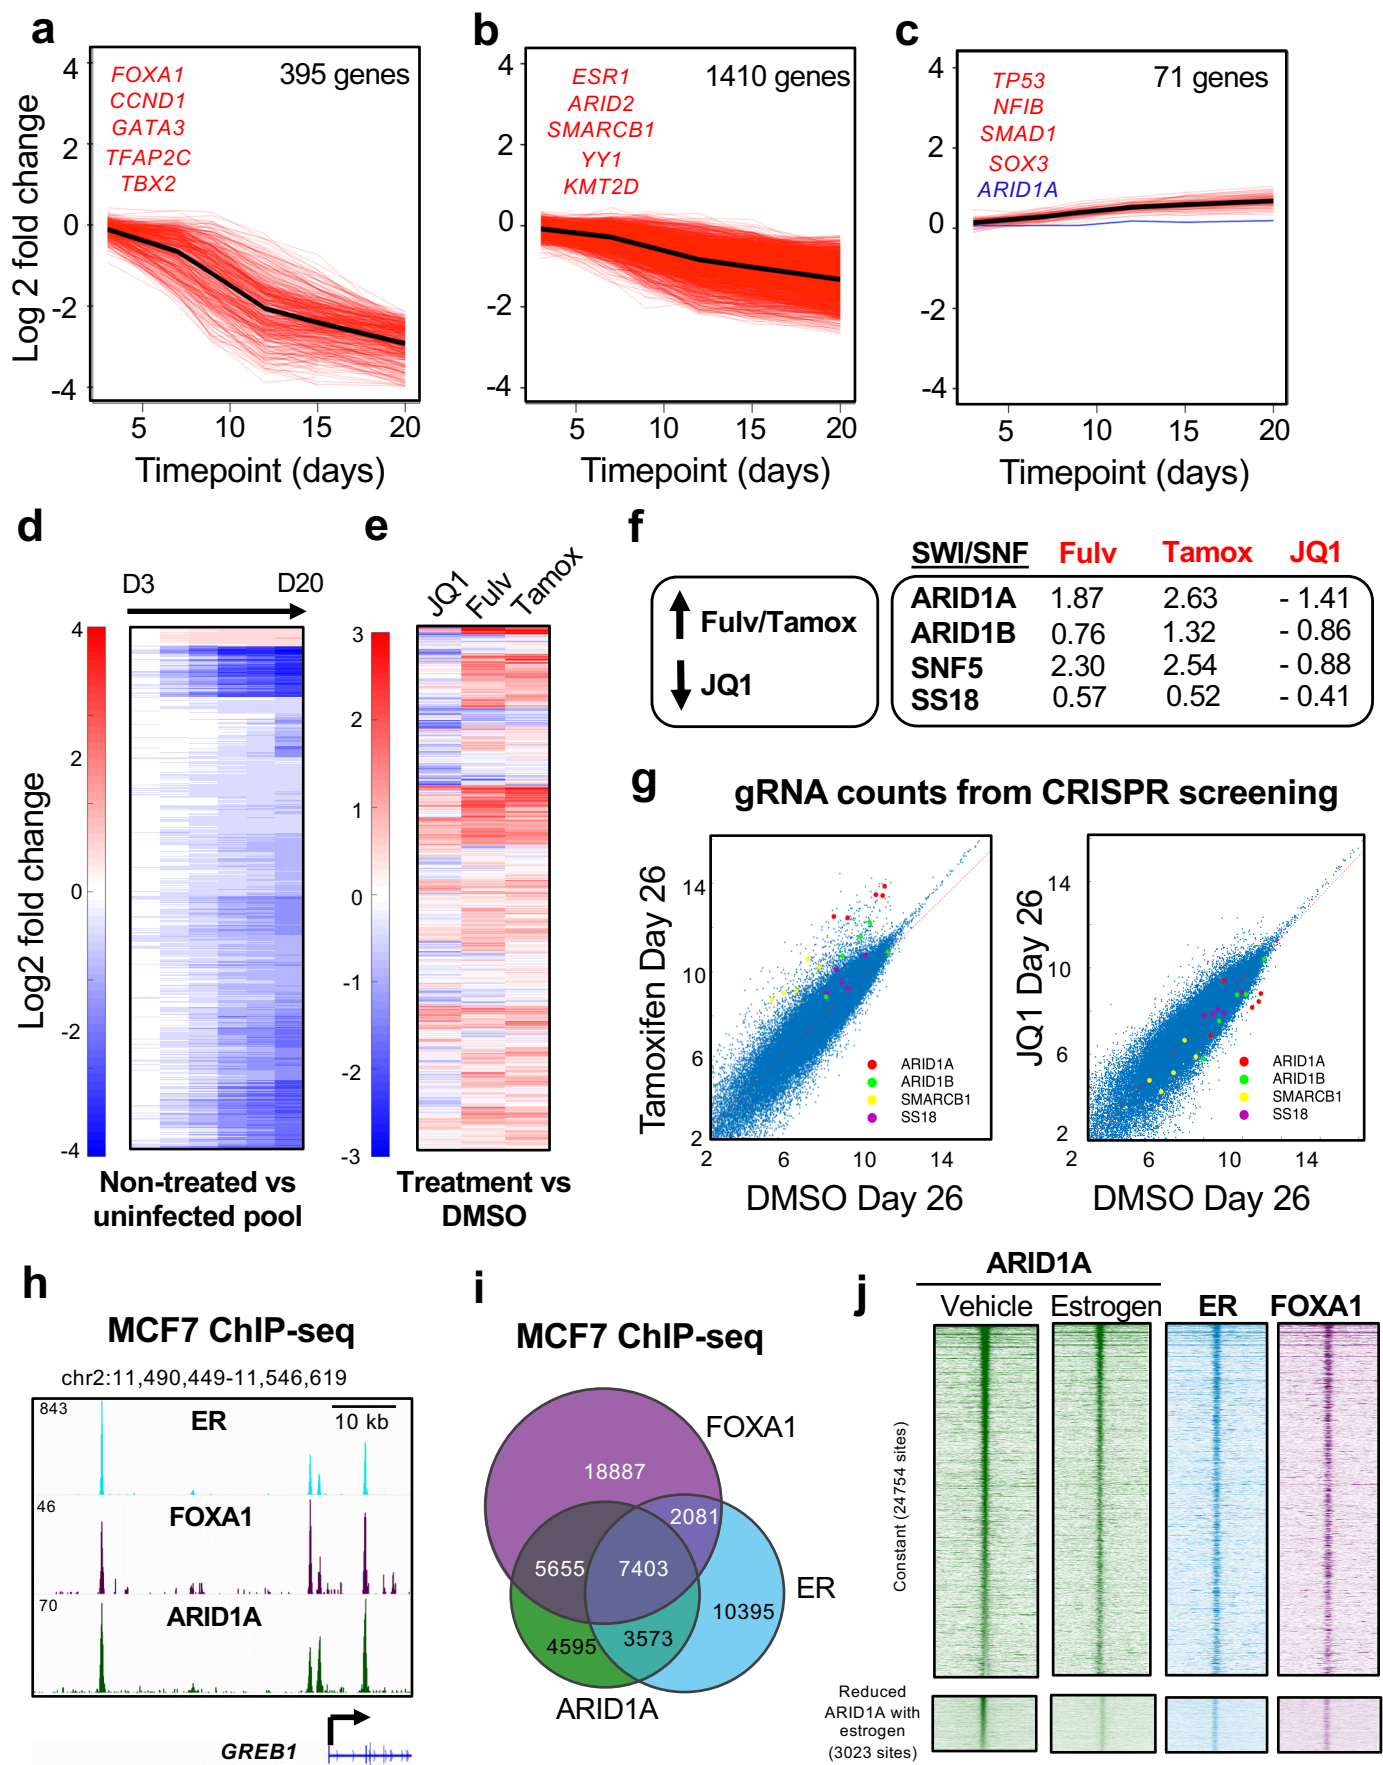 a
395 genes
FOXA1
CCND1
GATA3
TFAP2C
TBX2
4
2
0
-2
-4
Log 2 fold change
5
10
15
20
Timepoint (days)
b
1410 genes
ESR1
ARID2
SMARCB1
YY1
KMT2D
4
2
0
-2
-4
5
10
15
20
Timepoint (days)
c
71 genes
TP53
NFIB
SMAD1
SOX3
ARID1A
4
2
0
-2
-4
5
10
15
20
Timepoint (days)
d
D3
D20
4
2
0
-2
-4
Log2 fold change
Non-treated vs
uninfected pool
e
JQ1
Fulv
Tamox
3
2
1
0
-1
-2
-3
Treatment vs
DMSO
f
Fulv/Tamox
JQ1
SWI/SNF Fulv Tamox JQ1
ARID1A 1.87 2.63 - 1.41
ARID1B 0.76 1.32 - 0.86
SNF5 2.30 2.54 - 0.88
SS18 0.57 0.52 - 0.41
g
gRNA counts from CRISPR screening
Tamoxifen Day 26
14
10
6
2
ARID1A
ARID1B
SMARCB1
SS18
2 6 10 14
DMSO Day 26
JQ1 Day 26
14
10
6
2
ARID1A
ARID1B
SMARCB1
SS18
2 6 10 14
DMSO Day 26
h
MCF7 ChIP-seq
chr2:11,490,449-11,546,619
843
ER
10 kb
46
FOXA1
70
ARID1A
GREB1
i
MCF7 ChIP-seq
FOXA1
18887
2081
5655
7403
ER
10395
4595
3573
ARID1A
j
ARID1A
Vehicle Estrogen ER FOXA1
Constant (24754 sites)
Reduced
ARID1A with
estrogen
(3023 sites)